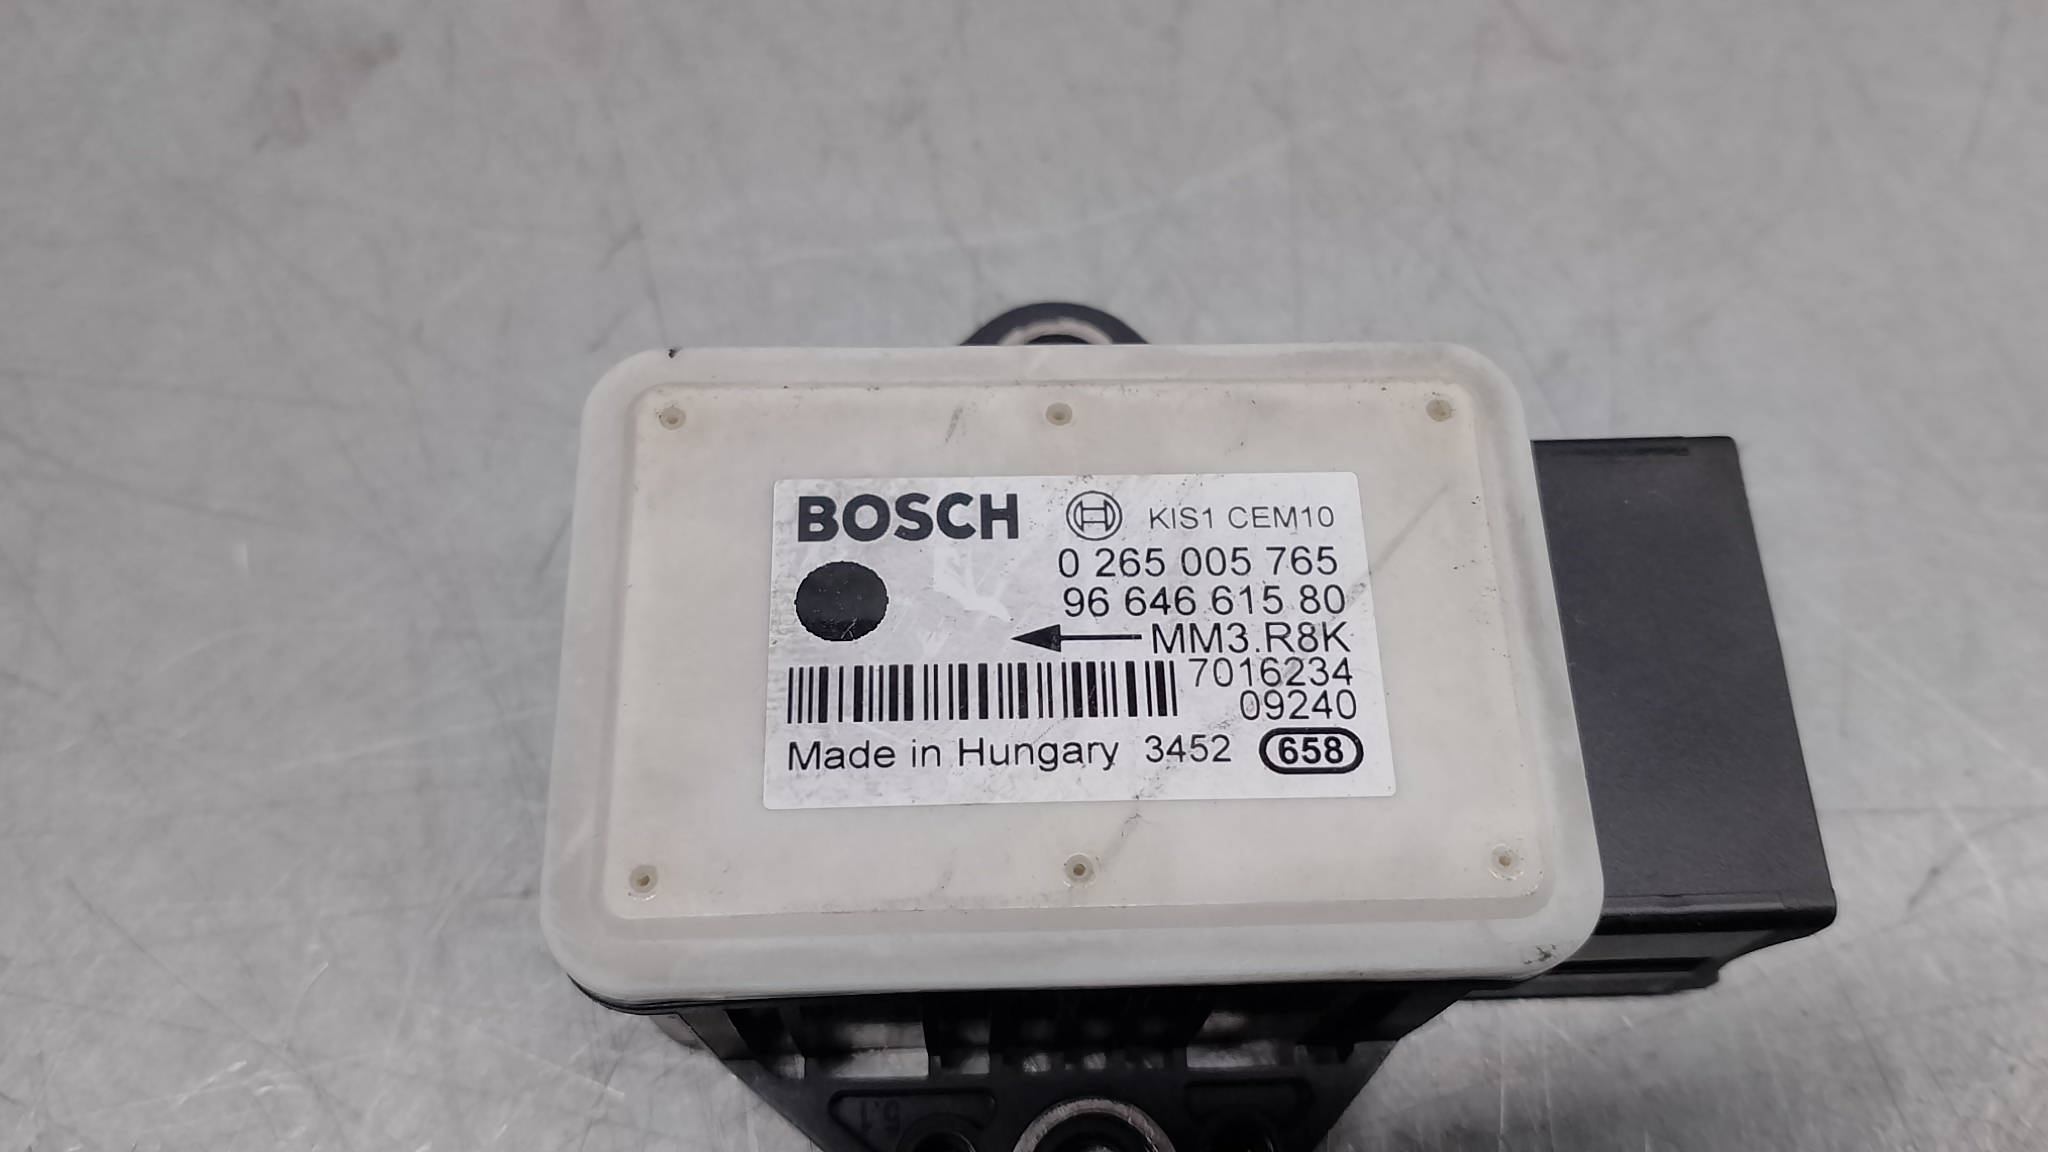 BOSCH KIS1 CEM10
0 265 005 765
96 646 615 80
MM3.R8K
7016234
09240
Made in Hungary 3452 658